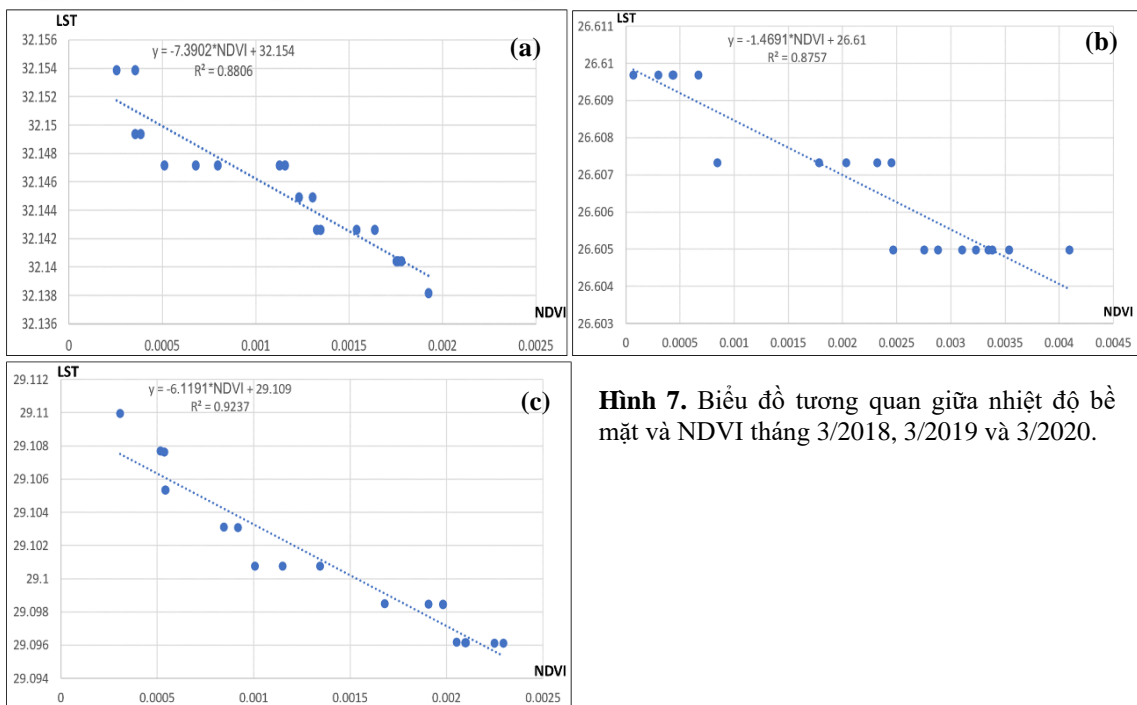 LST
(a)
y = -7.3902*NDVI + 32.154
R² = 0.8806
32.156
32.154
32.152
32.15
32.148
32.146
32.144
32.142
32.14
32.138
32.136
NDVI
0 0.0005 0.001 0.0015 0.002 0.0025
LST
(b)
y = -1.4691*NDVI + 26.61
R² = 0.8757
26.611
26.61
26.609
26.608
26.607
26.606
26.605
26.604
26.603
NDVI
0 0.0005 0.001 0.0015 0.002 0.0025 0.003 0.0035 0.004 0.0045
LST
(c)
y = -6.1191*NDVI + 29.109
R² = 0.9237
29.112
29.110
29.108
29.106
29.104
29.102
29.1
29.098
29.096
29.094
NDVI
0 0.0005 0.001 0.0015 0.002 0.0025
Hình 7. Biểu đồ tương quan giữa nhiệt độ bề
mặt và NDVI tháng 3/2018, 3/2019 và 3/2020.